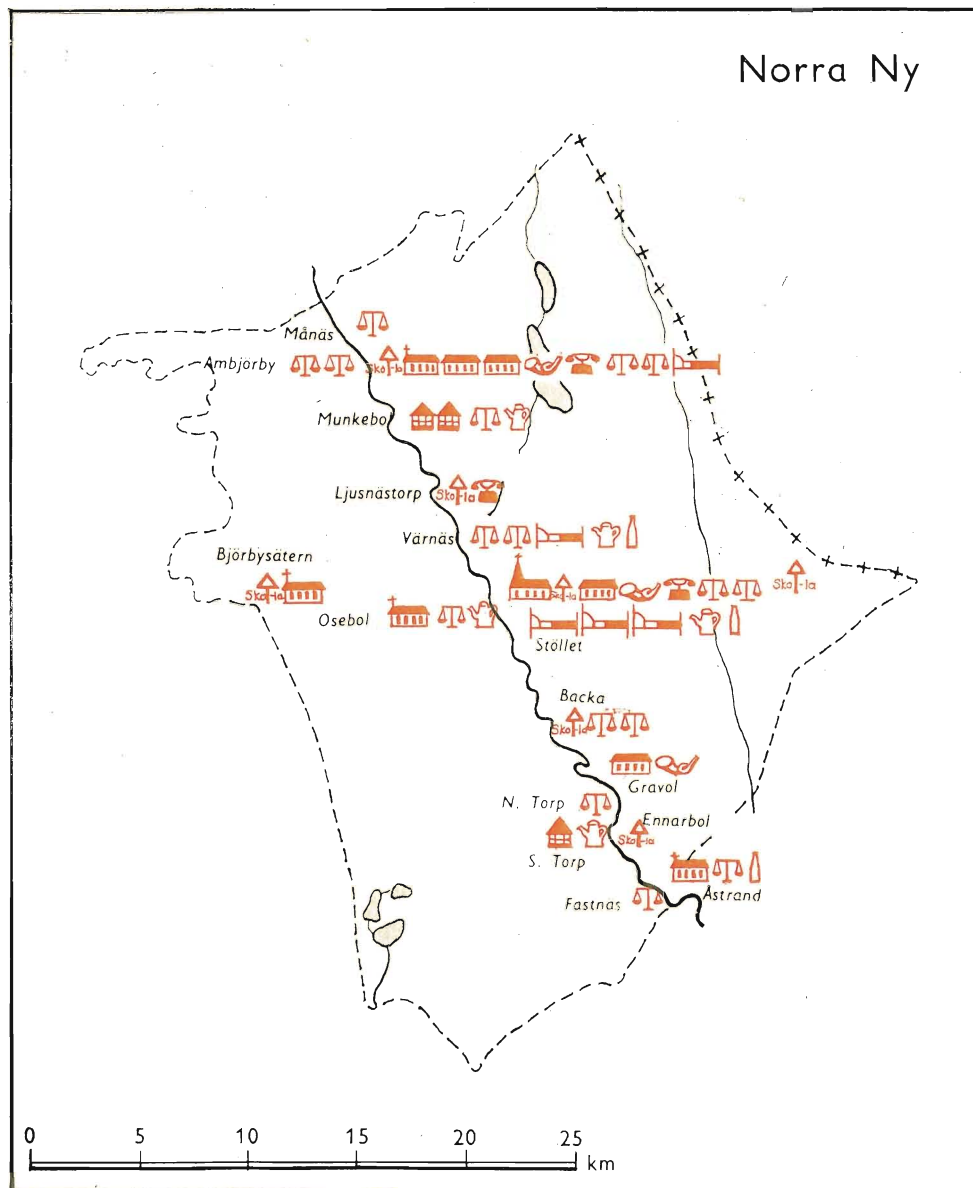 Norra Ny
Månäs
Ambjörby
Skola
Munkebol
Ljusnästorp
Skola
Värnäs
Björbysätern
Skola
Skola
Skola
Osebol
Stöllet
Backa
Skola
Gravol
N. Torp
Ennarbol
Skola
S. Torp
Åstrand
Fastnäs
0 5 10 15 20 25
km